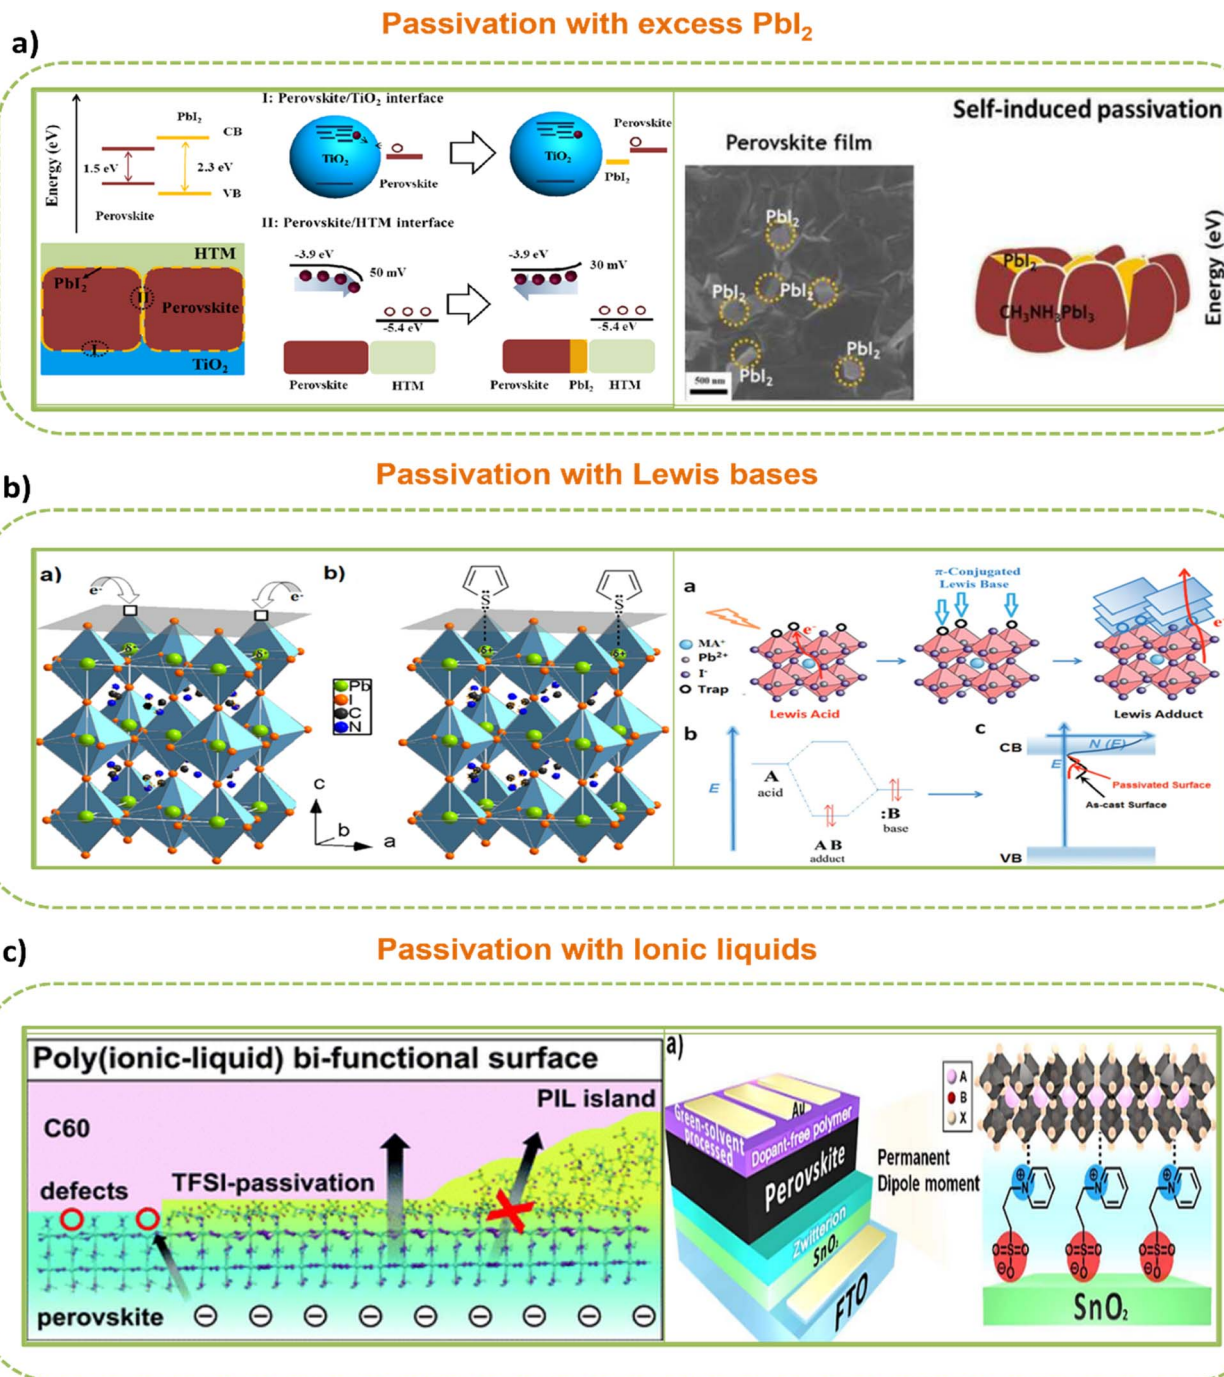 Passivation with excess PbI₂
a)
Energy (eV)
PbI₂
CB
1.5 eV
2.3 eV
VB
Perovskite
I: Perovskite/TiO₂ interface
TiO₂
Perovskite
Perovskite
TiO₂
PbI₂
II: Perovskite/HTM interface
-3.9 eV
50 mV
-5.4 eV
Perovskite
HTM
-3.9 eV
30 mV
-5.4 eV
Perovskite
PbI₂
HTM
HTM
PbI₂
II
Perovskite
I
TiO₂
Perovskite film
PbI₂
PbI₂
PbI₂
PbI₂
PbI₂
500 nm
Self-induced passivation
PbI₂
CH₃NH₃PbI₃
Energy (eV)
Passivation with Lewis bases
b)
a)
e⁻
e⁻
δ+
δ+
Pb
I
C
N
c
b
a
b)
S
S
δ+
δ+
a
π-Conjugated
Lewis Base
e⁻
e⁻
MA⁺
Pb²⁺
I⁻
Trap
Lewis Acid
Lewis Adduct
b
E
A
acid
:B
base
A B
adduct
c
CB
N (E)
E
Passivated Surface
As-cast Surface
VB
Passivation with Ionic liquids
c)
Poly(ionic-liquid) bi-functional surface
PIL island
C60
TFSI-passivation
defects
perovskite
a)
Au
Green-solvent
processed
Dopant-free polymer
Perovskite
Zwitterion
SnO₂
FTO
Permanent
Dipole moment
A
B
X
N
N
N
O=S=O
O
O=S=O
O
O=S=O
O
SnO₂